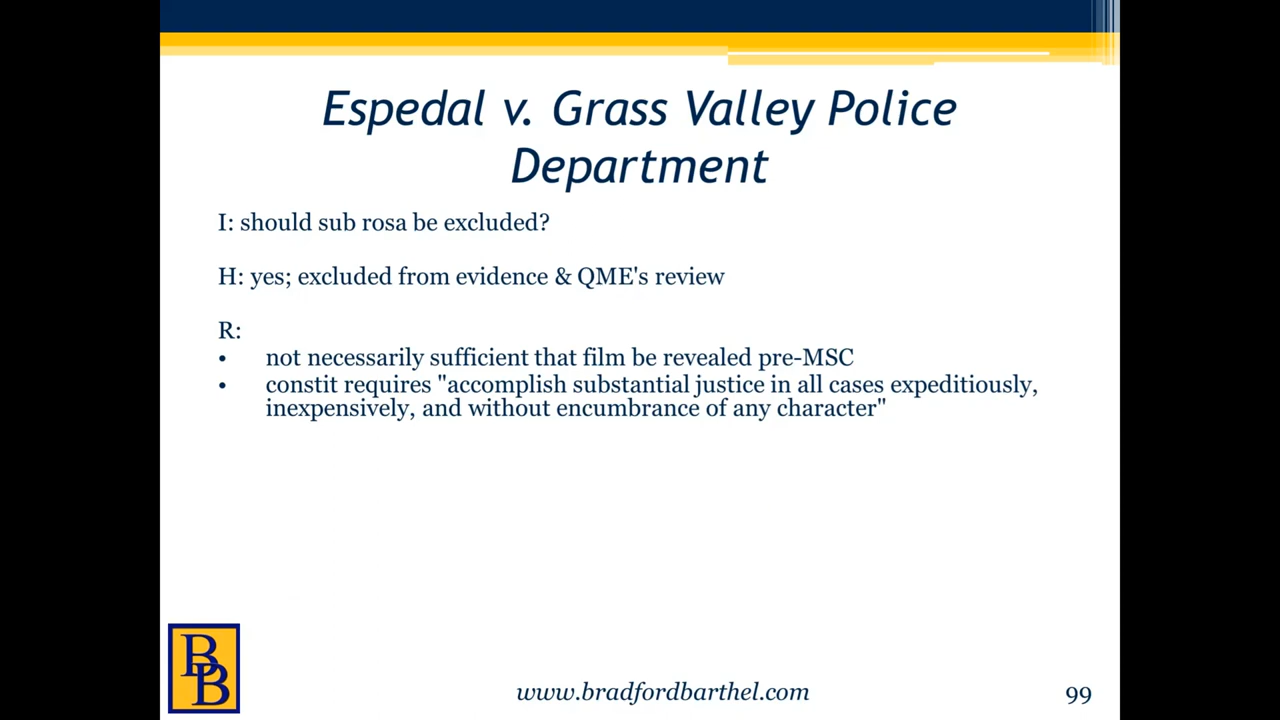 Espedal v. Grass Valley Police
Department
I: should sub rosa be excluded?
H: yes; excluded from evidence & QME's review
R:
• not necessarily sufficient that film be revealed pre-MSC
• constit requires "accomplish substantial justice in all cases expeditiously,
inexpensively, and without encumbrance of any character"
BB
www.bradfordbarthel.com
99